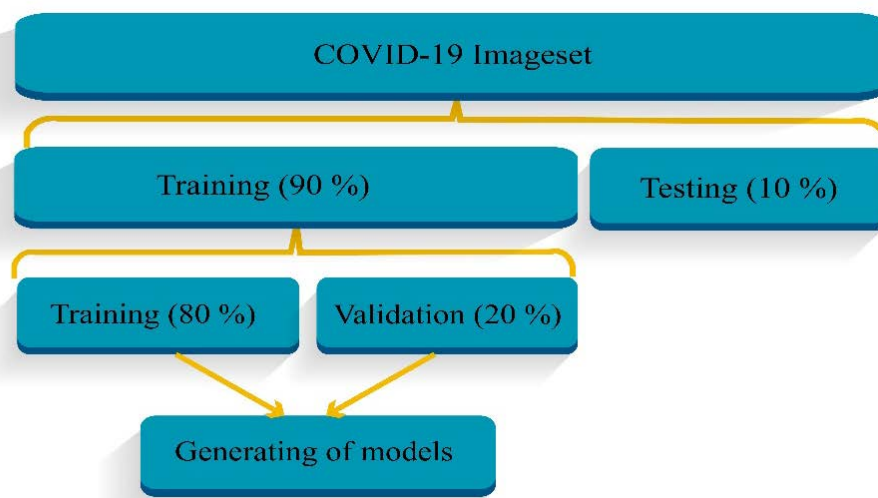 COVID-19 Imageset
Training (90 %)
Testing (10 %)
Training (80 %)
Validation (20 %)
Generating of models